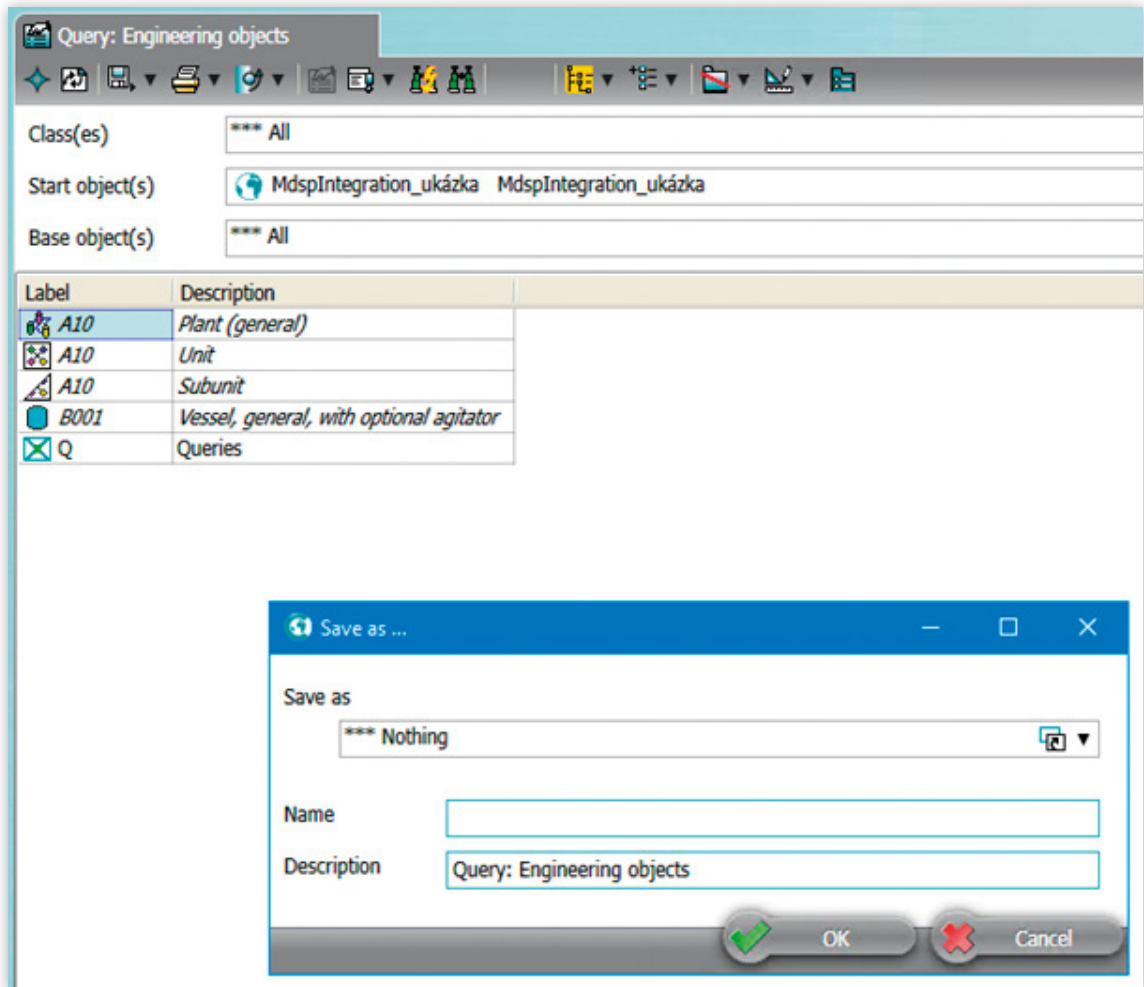 Query: Engineering objects
Class(es) *** All
Start object(s) MdspIntegration_ukázka MdspIntegration_ukázka
Base object(s) *** All
Label Description
A10 Plant (general)
A10 Unit
A10 Subunit
B001 Vessel, general, with optional agitator
Q Queries
Save as ...
Save as
*** Nothing
Name
Description Query: Engineering objects
OK Cancel